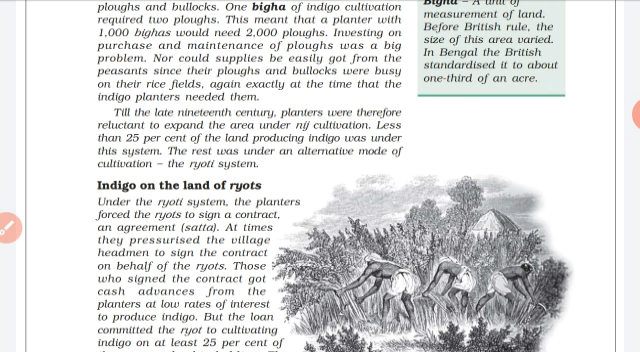 ploughs and bullocks. One bigha of indigo cultivation
required two ploughs. This meant that a planter with
1,000 bighas would need 2,000 ploughs. Investing on
purchase and maintenance of ploughs was a big
problem. Nor could supplies be easily got from the
peasants since their ploughs and bullocks were busy
on their rice fields, again exactly at the time that the
indigo planters needed them.
Till the late nineteenth century, planters were therefore
reluctant to expand the area under nij cultivation. Less
than 25 per cent of the land producing indigo was under
this system. The rest was under an alternative mode of
cultivation – the ryoti system.
Indigo on the land of ryots
Under the ryoti system, the planters
forced the ryots to sign a contract,
an agreement (satta). At times
they pressurised the village
headmen to sign the contract
on behalf of the ryots. Those
who signed the contract got
cash advances from the
planters at low rates of interest
to produce indigo. But the loan
committed the ryot to cultivating
indigo on at least 25 per cent of
Bigha – A unit of
measurement of land.
Before British rule, the
size of this area varied.
In Bengal the British
standardised it to about
one-third of an acre.